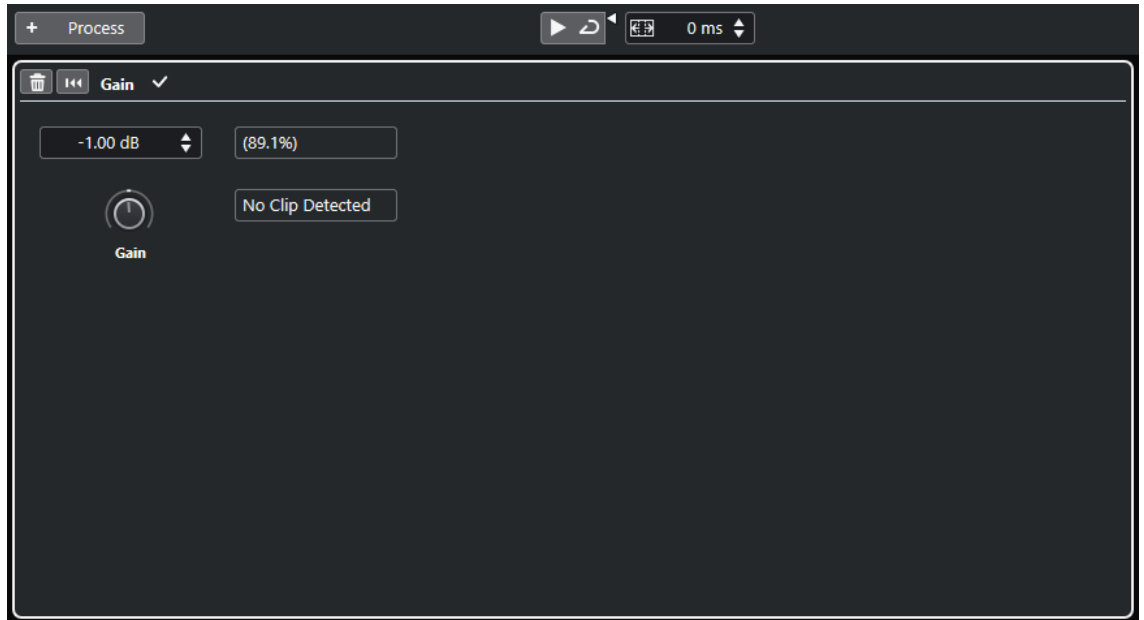 + Process
0 ms
Gain
-1.00 dB
(89.1%)
No Clip Detected
Gain